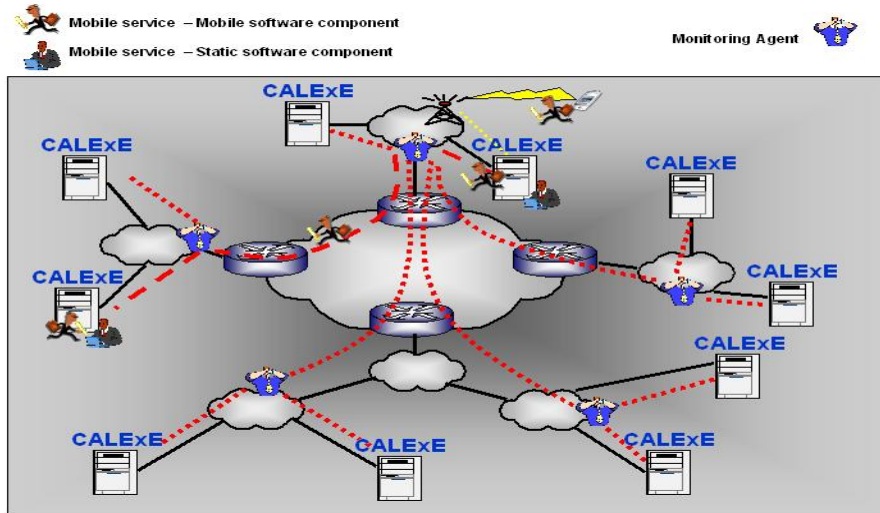 Mobile service – Mobile software component
Mobile service – Static software component
Monitoring Agent
CALExE
CALExE
CALExE
CALExE
CALExE
CALExE
CALExE
CALExE
CALExE
CALExE